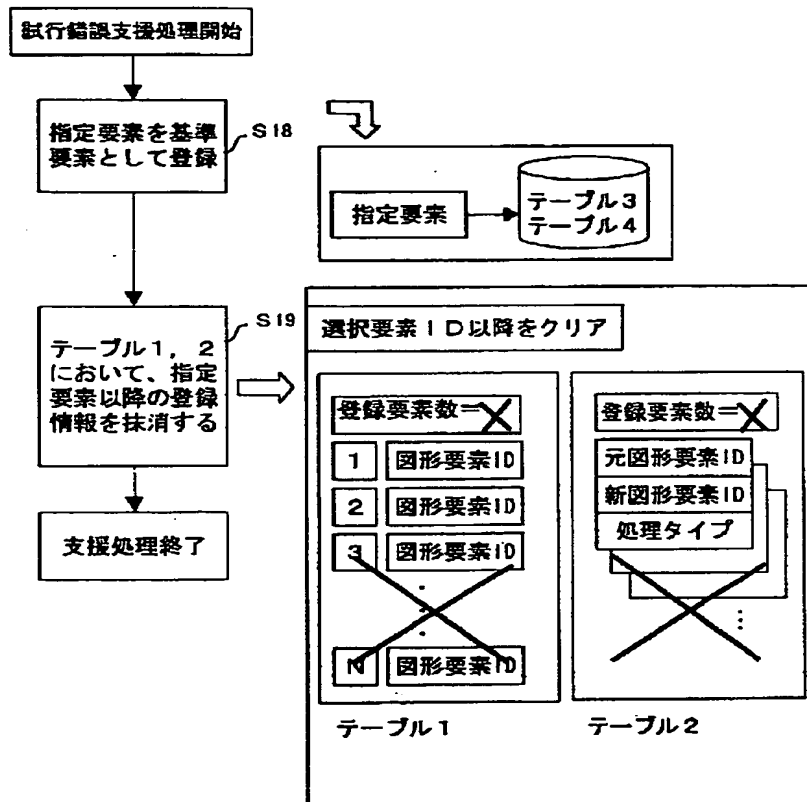 試行錯誤支援処理開始
指定要素を基準
要素として登録
S18
指定要素
テーブル3
テーブル4
S19
テーブル1,2
において、指定
要素以降の登録
情報を抹消する
支援処理終了
選択要素ID以降をクリア
登録要素数=
1 図形要素ID
2 図形要素ID
3 図形要素ID
N 図形要素ID
テーブル1
登録要素数=
元図形要素ID
新図形要素ID
処理タイプ
テーブル2